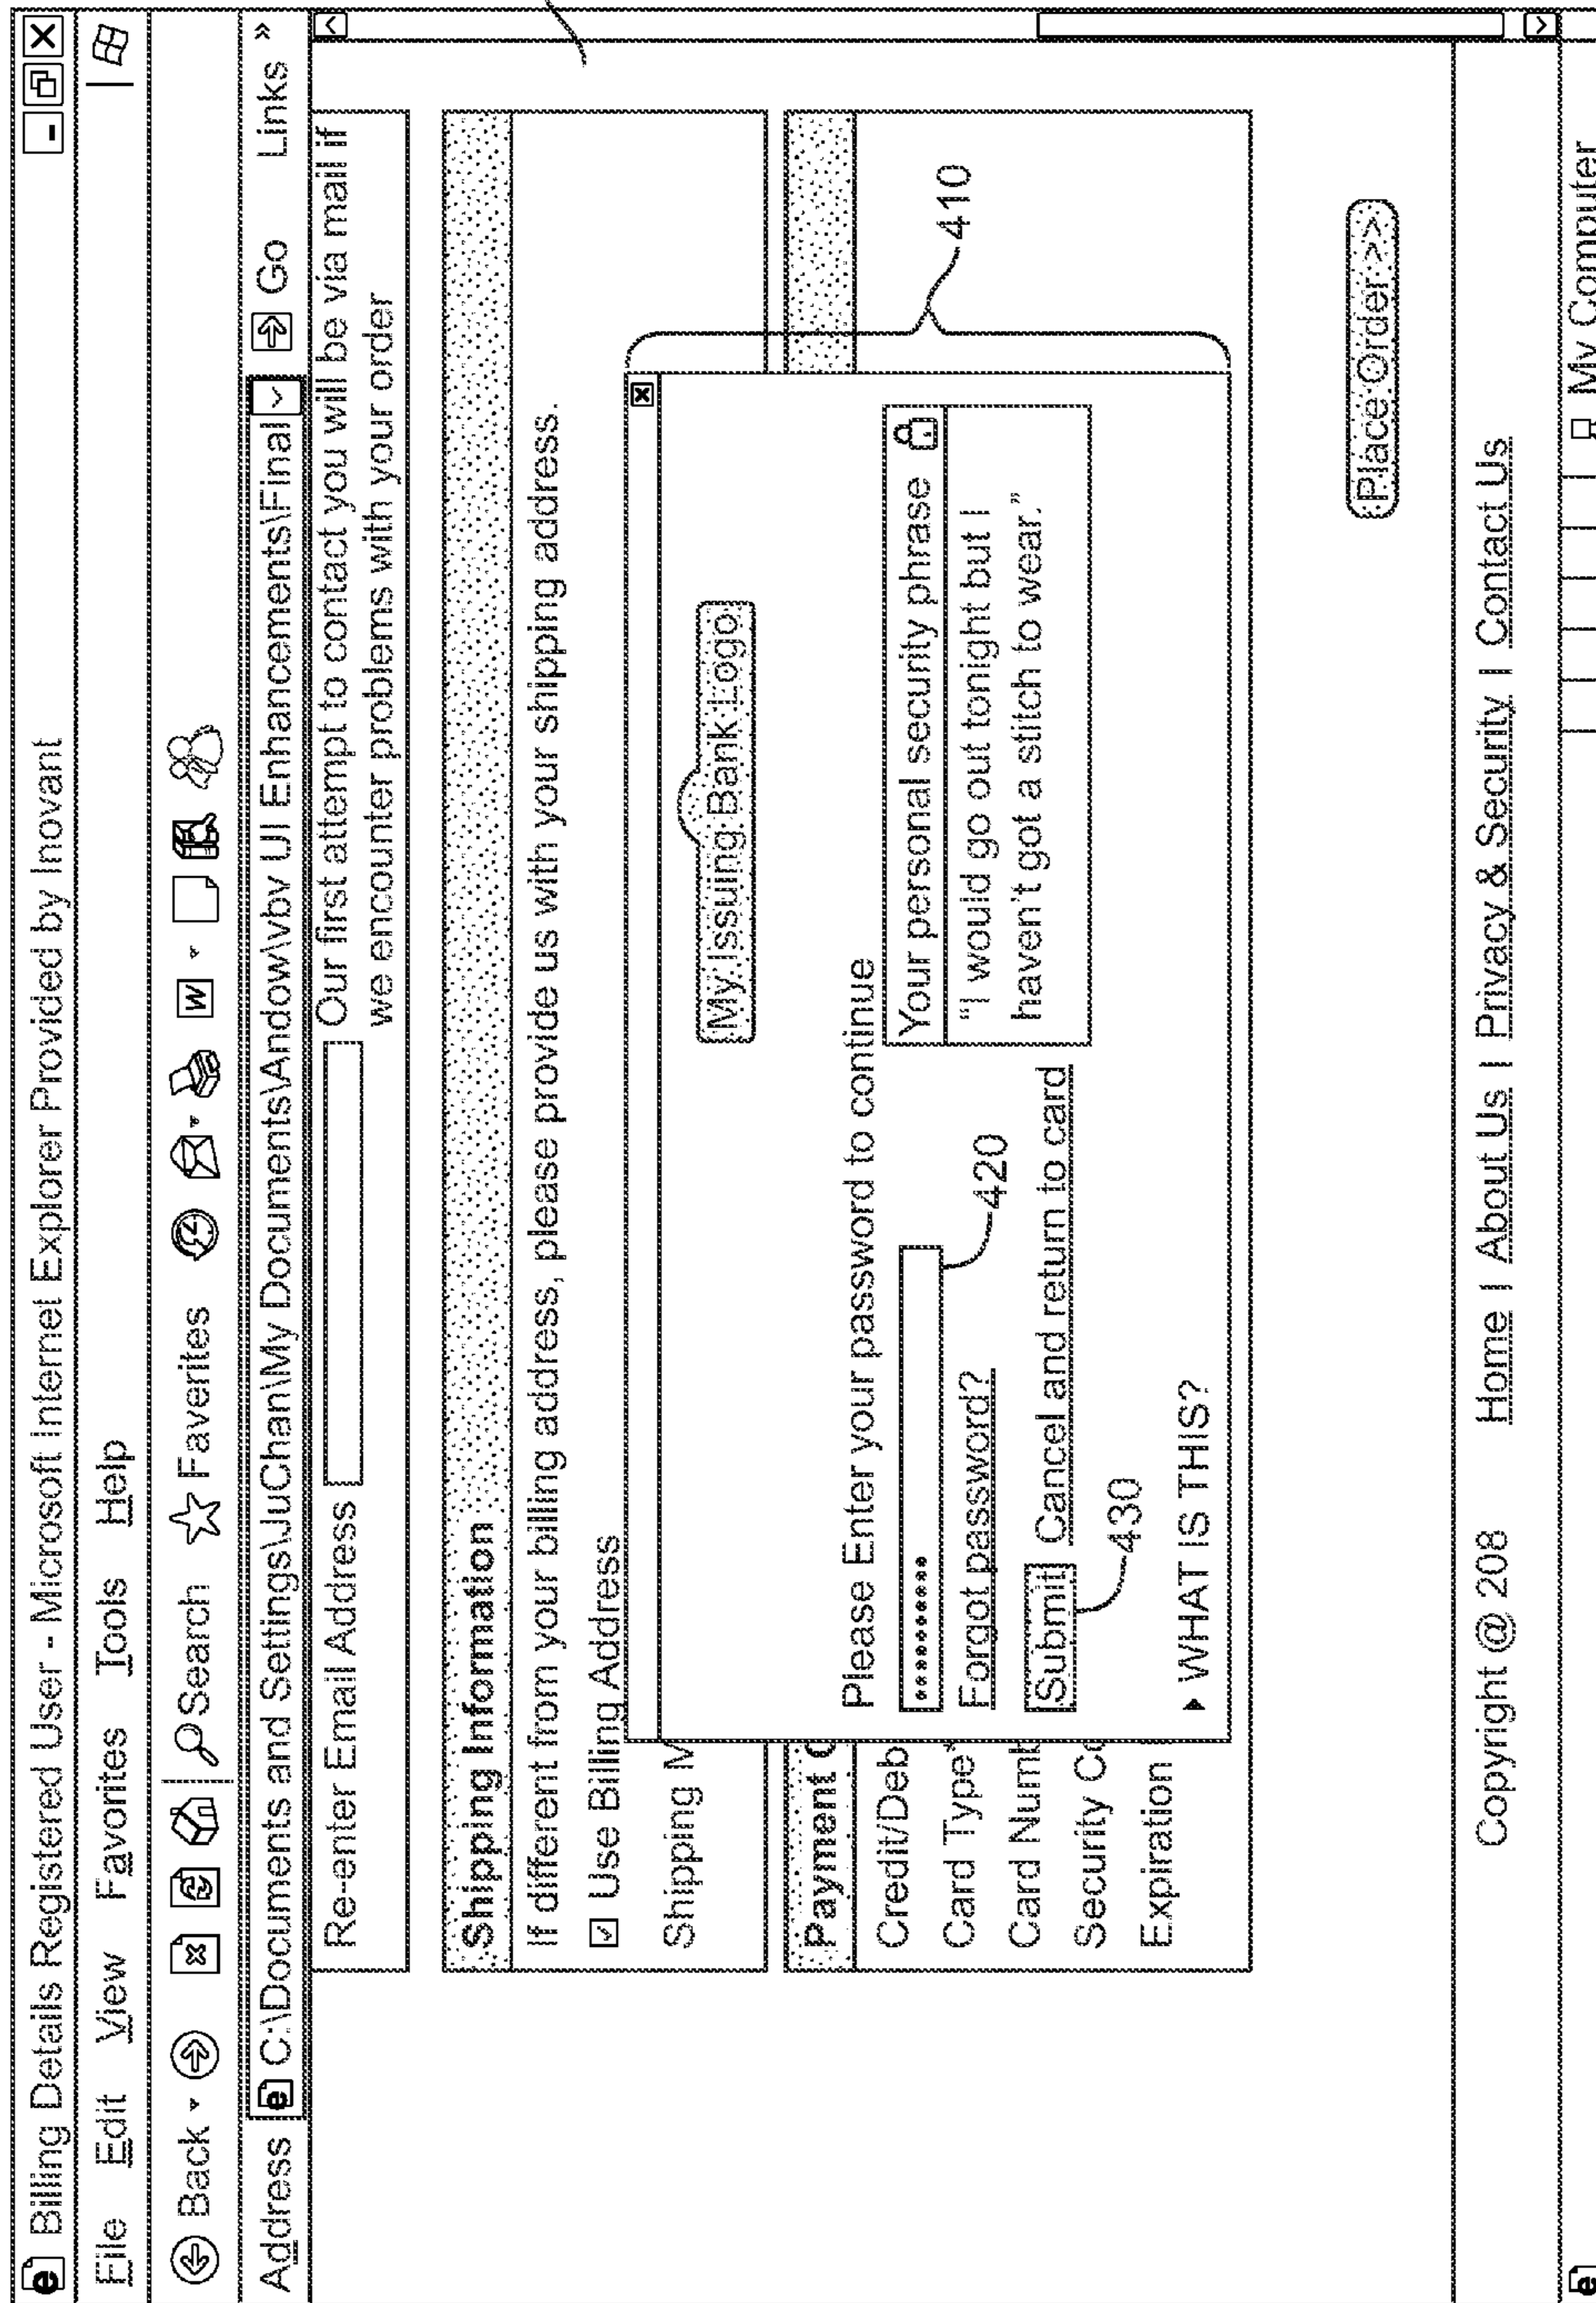 Billing Details Registered User - Microsoft Internet Explorer Provided by Inovant
File Edit View Favorites Tools Help
Back Search Faverites
Address C:\Documents and Settings\JuChan\My Documents\Andow\vbv UI Enhancements\Final Go Links »
Re-enter Email Address Our first attempt to contact you will be via mail if
we encounter problems with your order
Shipping Information
If different from your billing address, please provide us with your shipping address.
Use Billing Address
Shipping M
My Issuing Bank Logo
410
Payment
Please Enter your password to continue
Credit/Deb
Your personal security phrase
"I would go out tonight but I
haven't got a stitch to wear."
420
Card Type*
Forgot password?
Card Numb
Submit Cancel and return to card
430
Security Co
Expiration
WHAT IS THIS?
Place Order >>
Copyright @ 208 Home | About Us | Privacy & Security | Contact Us
My Computer